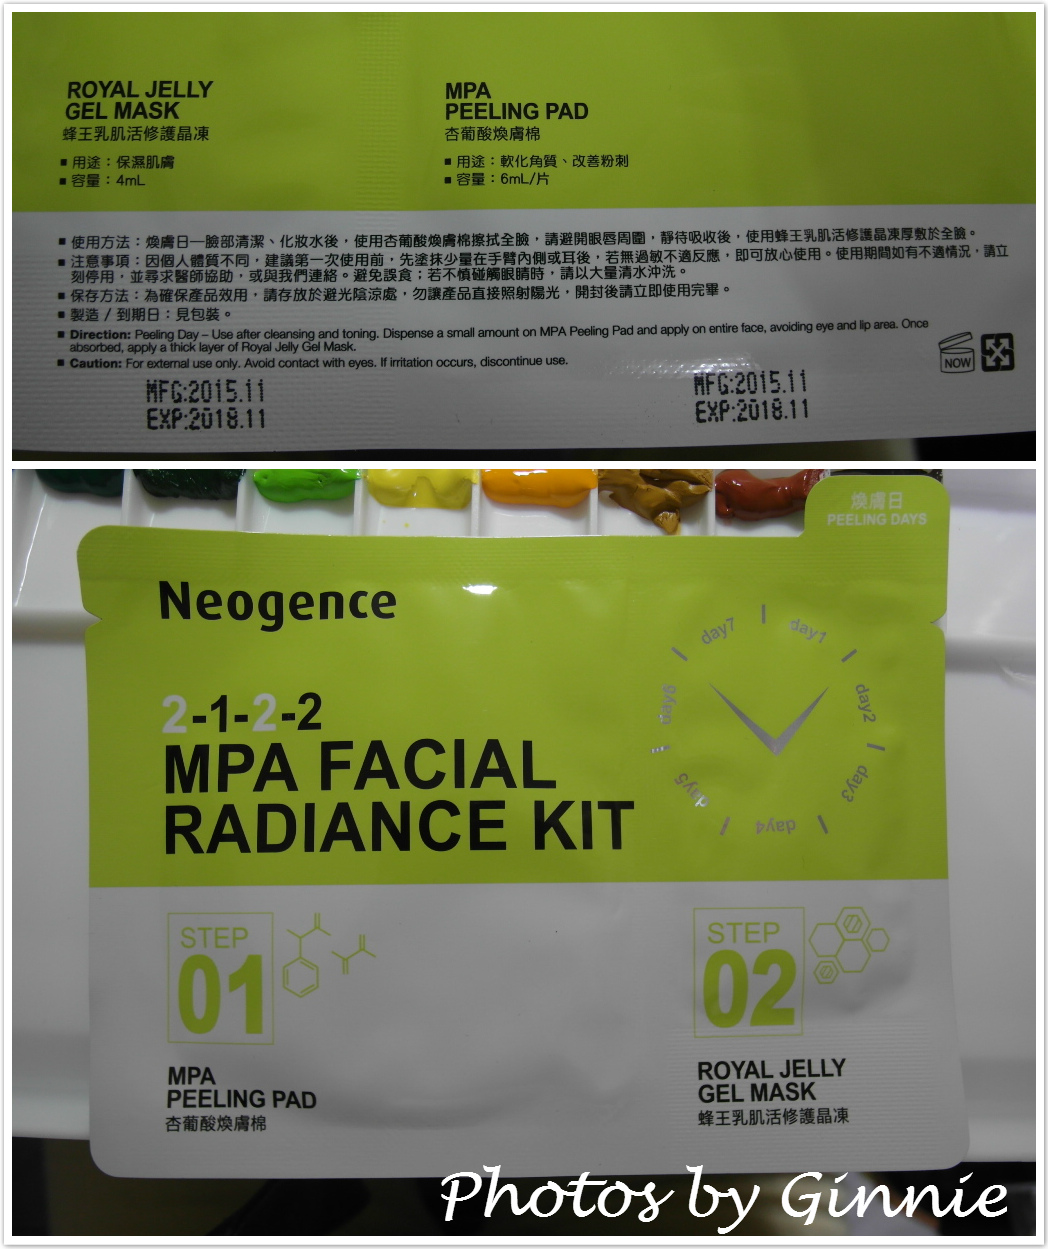 ROYAL JELLY
GEL MASK
蜂王乳肌活修護晶凍
■ 用途：保濕肌膚
■ 容量：4mL
MPA
PEELING PAD
杏葡酸煥膚棉
■ 用途：軟化角質、改善粉刺
■ 容量：6mL/片
■ 使用方法：煥膚日—臉部清潔、化妝水後，使用杏葡酸煥膚棉擦拭全臉，請避開眼唇周圍，靜待吸收後，使用蜂王乳肌活修護晶凍厚敷於全臉。
■ 注意事項：因個人體質不同，建議第一次使用前，先塗抹少量在手臂內側或耳後，若無過敏不適反應，即可放心使用。使用期間如有不適情況，請立
刻停用，並尋求醫師協助，或與我們連絡。避免誤食；若不慎碰觸眼睛時，請以大量清水沖洗。
■ 保存方法：為確保產品效用，請存放於避光陰涼處，勿讓產品直接照射陽光，開封後請立即使用完畢。
■ 製造／到期日：見包裝。
■ Direction: Peeling Day – Use after cleansing and toning. Dispense a small amount on MPA Peeling Pad and apply on entire face, avoiding eye and lip area. Once
absorbed, apply a thick layer of Royal Jelly Gel Mask.
■ Caution: For external use only. Avoid contact with eyes. If irritation occurs, discontinue use.
NOW
MFG:2015.11
EXP:2018.11
MFG:2015.11
EXP:2018.11
煥膚日
PEELING DAYS
Neogence
day7
day1
day6
day2
day5
day3
day4
2-1-2-2
MPA FACIAL
RADIANCE KIT
STEP
01
STEP
02
MPA
PEELING PAD
杏葡酸煥膚棉
ROYAL JELLY
GEL MASK
蜂王乳肌活修護晶凍
Photos by Ginnie